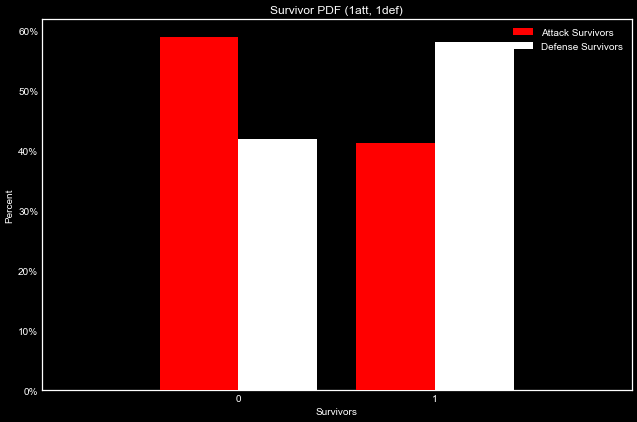 Survivor PDF (1att, 1def)
Attack Survivors
Defense Survivors
60%
50%
40%
30%
20%
10%
0%
Percent
0 1
Survivors